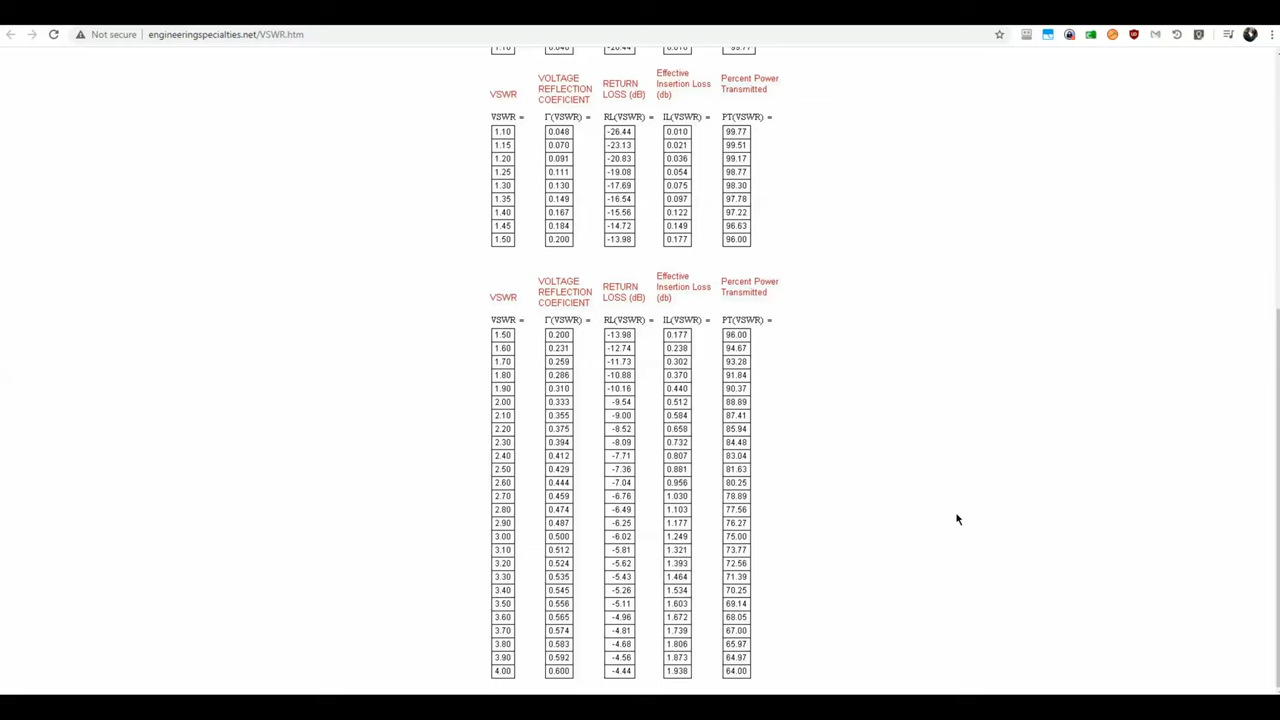 Not secure engineeringspecialties.net/VSWR.htm
1.10 0.048 -26.44 0.010 99.77
VSWR VOLTAGE REFLECTION COEFICIENT RETURN LOSS (dB) Effective Insertion Loss (db) Percent Power Transmitted
VSWR = Γ(VSWR) = RL(VSWR) = IL(VSWR) = PT(VSWR) =
1.10 0.048 -26.44 0.010 99.77
1.15 0.070 -23.13 0.021 99.51
1.20 0.091 -20.83 0.036 99.17
1.25 0.111 -19.08 0.054 98.77
1.30 0.130 -17.69 0.075 98.30
1.35 0.149 -16.54 0.097 97.78
1.40 0.167 -15.56 0.122 97.22
1.45 0.184 -14.72 0.149 96.63
1.50 0.200 -13.98 0.177 96.00
VSWR VOLTAGE REFLECTION COEFICIENT RETURN LOSS (dB) Effective Insertion Loss (db) Percent Power Transmitted
VSWR = Γ(VSWR) = RL(VSWR) = IL(VSWR) = PT(VSWR) =
1.50 0.200 -13.98 0.177 96.00
1.60 0.231 -12.74 0.238 94.67
1.70 0.259 -11.73 0.302 93.28
1.80 0.286 -10.88 0.370 91.84
1.90 0.310 -10.16 0.440 90.37
2.00 0.333 -9.54 0.512 88.89
2.10 0.355 -9.00 0.584 87.41
2.20 0.375 -8.52 0.658 85.94
2.30 0.394 -8.09 0.732 84.48
2.40 0.412 -7.71 0.807 83.04
2.50 0.429 -7.36 0.881 81.63
2.60 0.444 -7.04 0.956 80.25
2.70 0.459 -6.76 1.030 78.89
2.80 0.474 -6.49 1.103 77.56
2.90 0.487 -6.25 1.177 76.27
3.00 0.500 -6.02 1.249 75.00
3.10 0.512 -5.81 1.321 73.77
3.20 0.524 -5.62 1.393 72.56
3.30 0.535 -5.43 1.464 71.39
3.40 0.545 -5.26 1.534 70.25
3.50 0.556 -5.11 1.603 69.14
3.60 0.565 -4.96 1.672 68.05
3.70 0.574 -4.81 1.739 67.00
3.80 0.583 -4.68 1.806 65.97
3.90 0.592 -4.56 1.873 64.97
4.00 0.600 -4.44 1.938 64.00